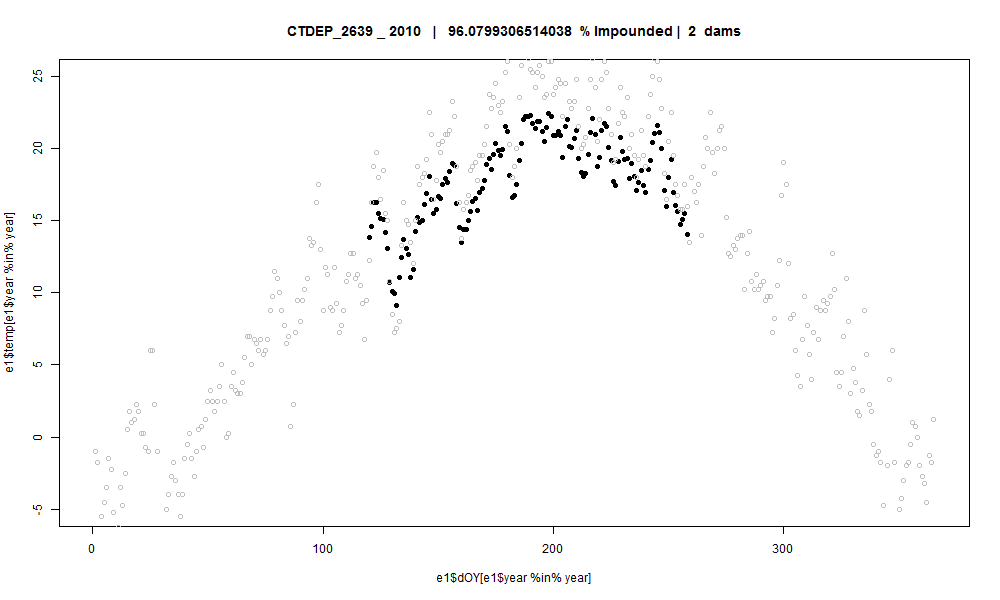 CTDEP_2639 _ 2010 | 96.0799306514038 % Impounded | 2 dams
e1$temp[e1$year %in% year]
25
20
15
10
5
0
-5
0 100 200 300
e1$dOY[e1$year %in% year]